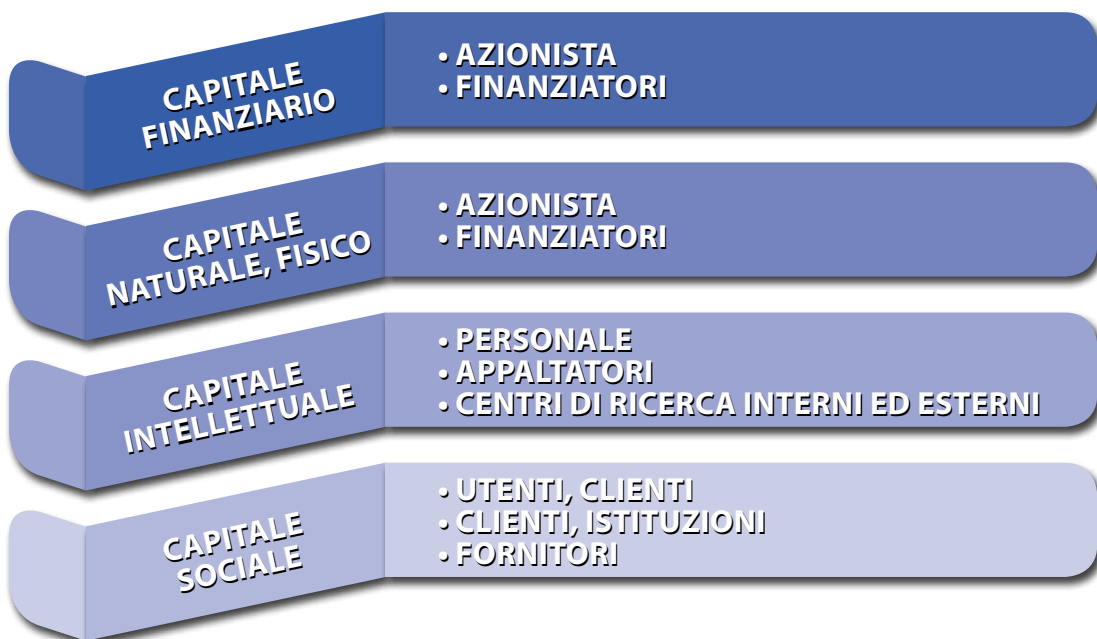 CAPITALE
FINANZIARIO
• AZIONISTA
• FINANZIATORI
CAPITALE
NATURALE, FISICO
• AZIONISTA
• FINANZIATORI
CAPITALE
INTELLETTUALE
• PERSONALE
• APPALTATORI
• CENTRI DI RICERCA INTERNI ED ESTERNI
CAPITALE
SOCIALE
• UTENTI, CLIENTI
• CLIENTI, ISTITUZIONI
• FORNITORI